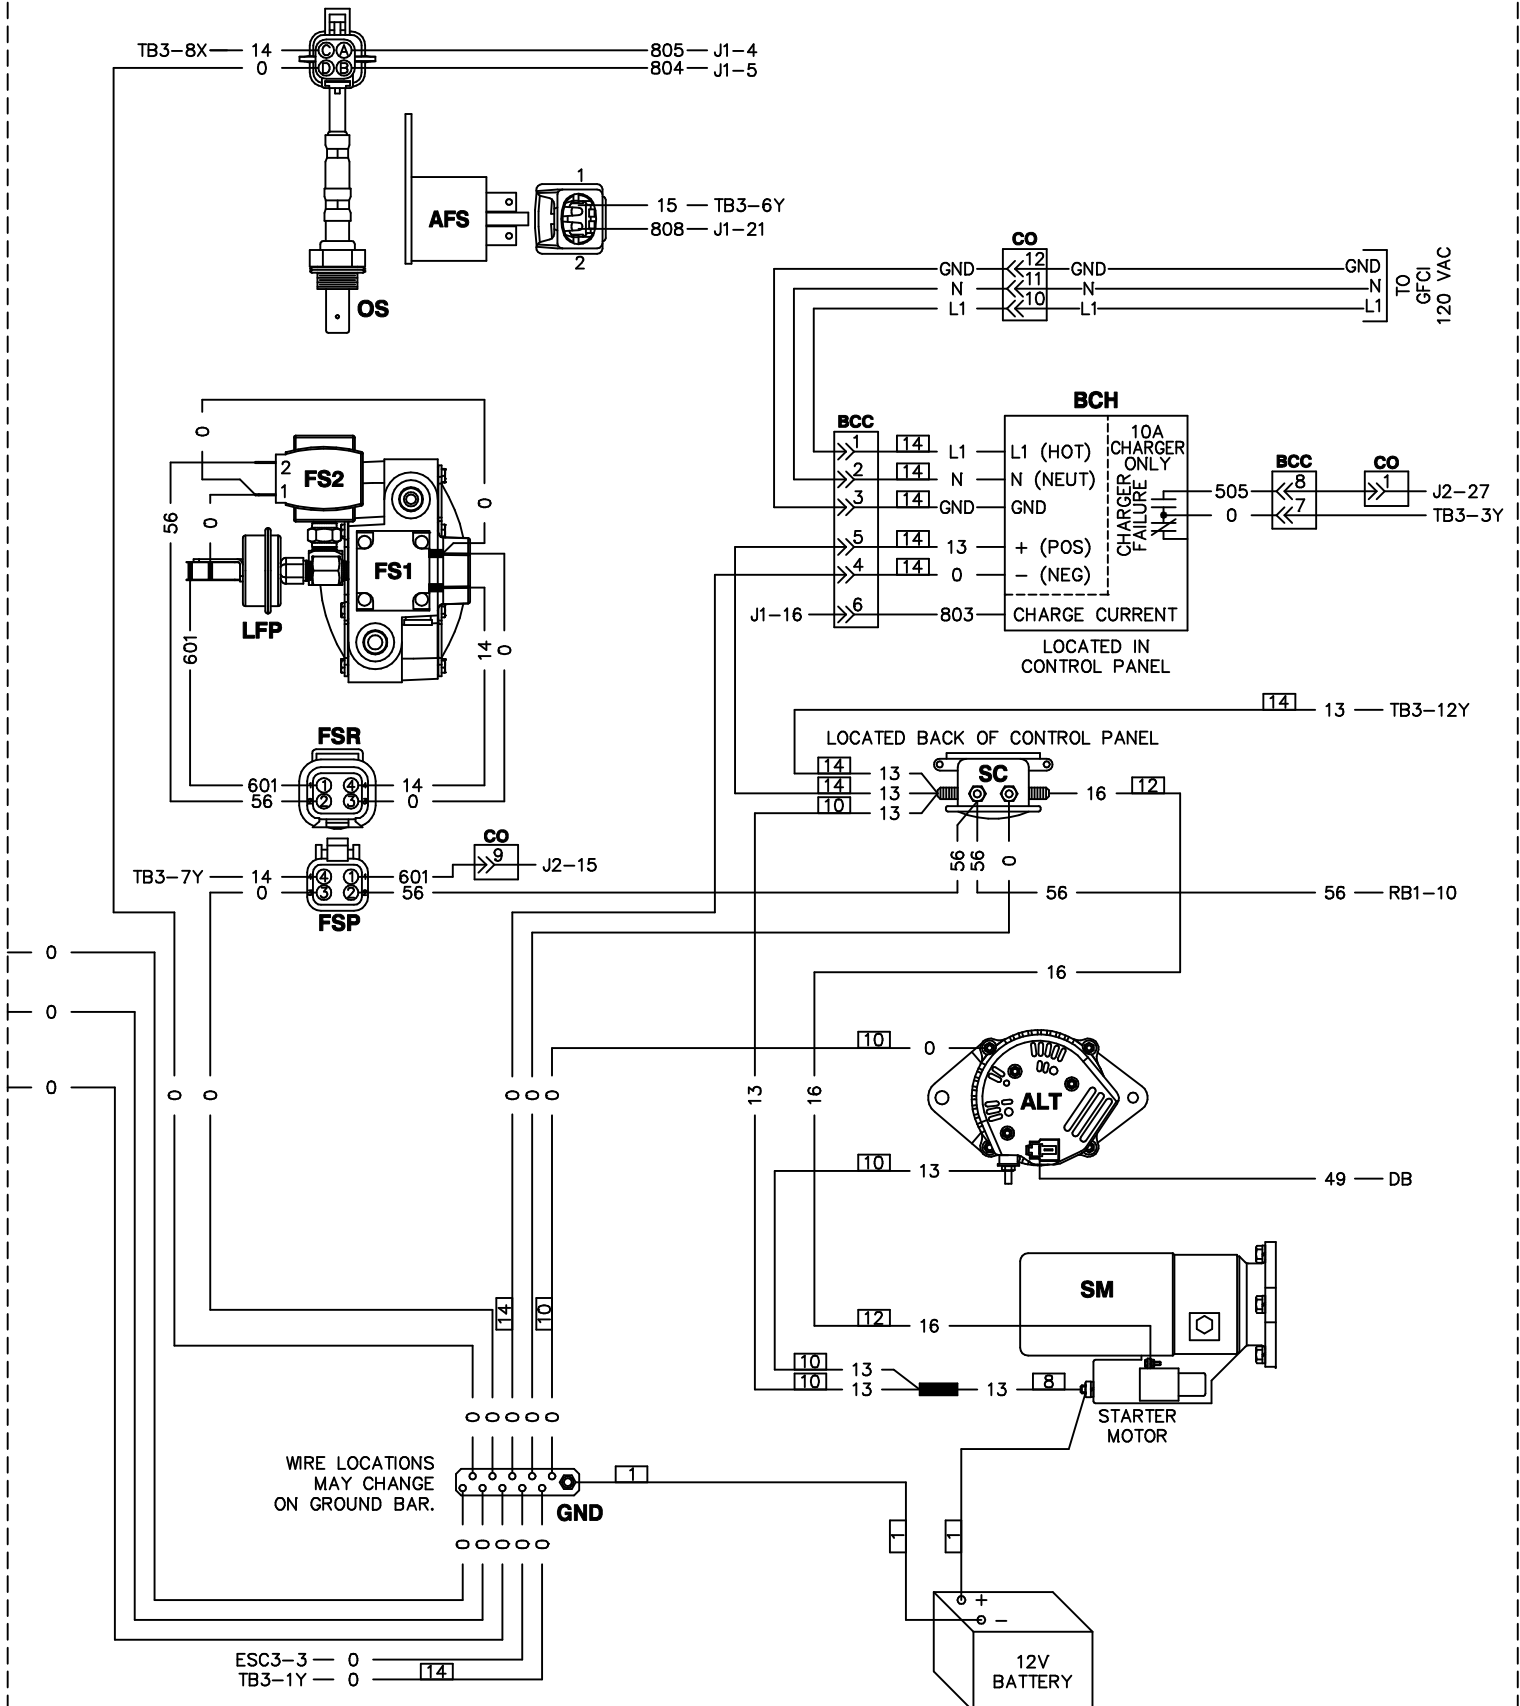 TB3-8X
14
C
A
805
J1-4
0
D
B
804
J1-5
OS
AFS
1
15
TB3-6Y
808
J1-21
2
CO
GND
12
GND
GND
N
11
N
N
L1
10
L1
L1
TO
GFCI
120 VAC
BCH
BCC
1
14
L1
L1 (HOT)
2
14
N
N (NEUT)
3
14
GND
GND
5
14
13
+ (POS)
4
14
0
- (NEG)
J1-16
6
803
CHARGE CURRENT
10A
CHARGER
ONLY
CHARGER
FAILURE
LOCATED IN
CONTROL PANEL
BCC
CO
505
8
1
J2-27
0
7
TB3-3Y
0
2
1
FS2
0
56
0
FS1
LFP
601
14
0
FSR
601
1
4
14
56
2
3
0
CO
9
J2-15
TB3-7Y
14
4
1
601
0
3
2
56
FSP
14
13
TB3-12Y
LOCATED BACK OF CONTROL PANEL
SC
14
13
14
13
10
13
16
12
56
56
0
56
56
RB1-10
16
0
0
0
0
0
0
0
0
13
16
10
0
ALT
10
13
49
DB
SM
12
16
10
13
10
13
13
8
STARTER
MOTOR
14
10
0
0
0
0
0
WIRE LOCATIONS
MAY CHANGE
ON GROUND BAR.
GND
1
0
0
0
0
0
1
1
ESC3-3
0
TB3-1Y
0
14
+
-
12V
BATTERY